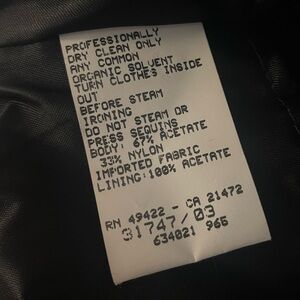 PROFESSIONALLY
DRY CLEAN ONLY
ANY COMMON
ORGANIC SOLVENT
TURN CLOTHES INSIDE
OUT
BEFORE STEAM
IRONING
DO NOT STEAM OR
PRESS SEQUINS
BODY: 67% ACETATE
33% NYLON
IMPORTED FABRIC
LINING:100% ACETATE
RN 49422 - CA 21472
31747/03
634021 965